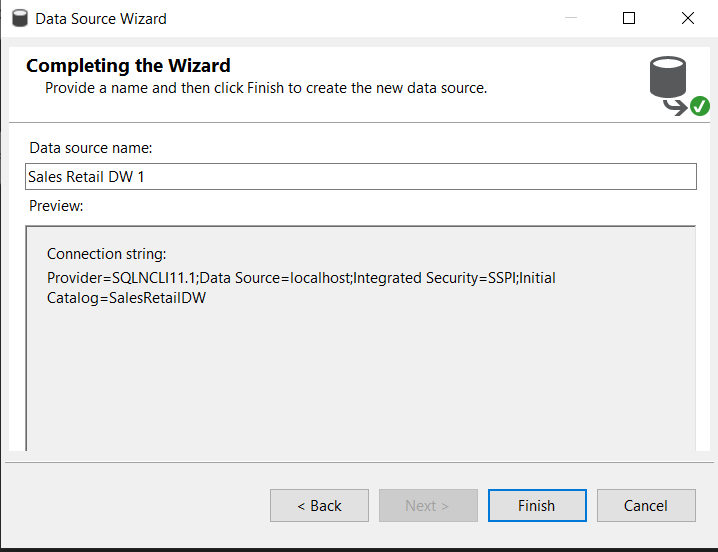 Data Source Wizard
Completing the Wizard
Provide a name and then click Finish to create the new data source.
Data source name:
Sales Retail DW 1
Preview:
Connection string:
Provider=SQLNCLI11.1;Data Source=localhost;Integrated Security=SSPI;Initial
Catalog=SalesRetailDW
< Back
Next >
Finish
Cancel